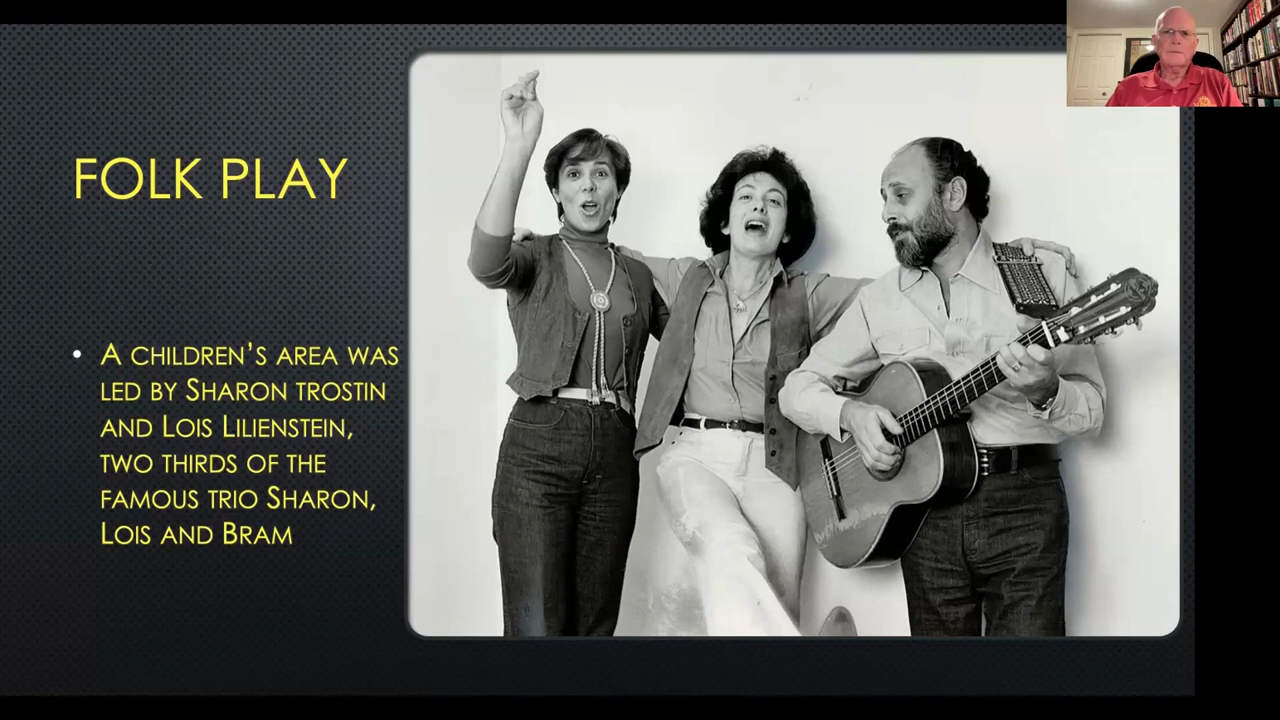 FOLK PLAY
• A CHILDREN'S AREA WAS
LED BY SHARON TROSTIN
AND LOIS LILIENSTEIN,
TWO THIRDS OF THE
FAMOUS TRIO SHARON,
LOIS AND BRAM